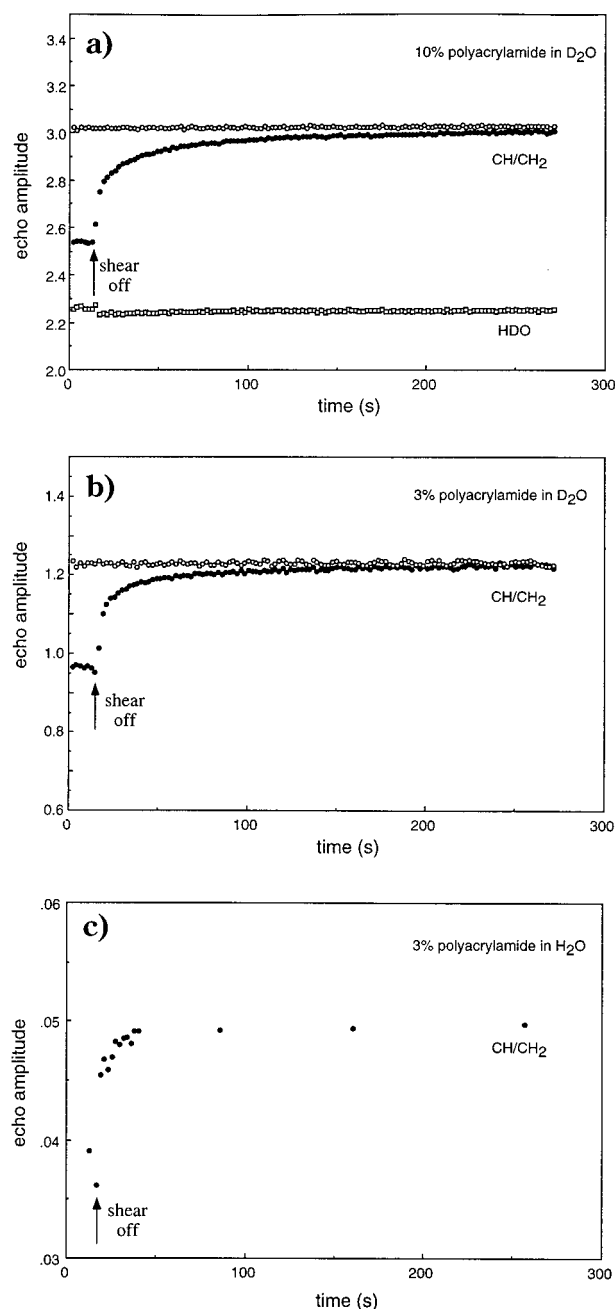 a)
10% polyacrylamide in D2O
3.4
3.2
3.0
2.8
2.6
2.4
2.2
2.0
echo amplitude
CH/CH2
shear
off
HDO
0
100
200
300
time (s)
b)
3% polyacrylamide in D2O
1.4
1.2
1.0
0.8
0.6
echo amplitude
CH/CH2
shear
off
0
100
200
300
time (s)
c)
3% polyacrylamide in H2O
.06
.05
.04
.03
echo amplitude
CH/CH2
shear
off
0
100
200
300
time (s)